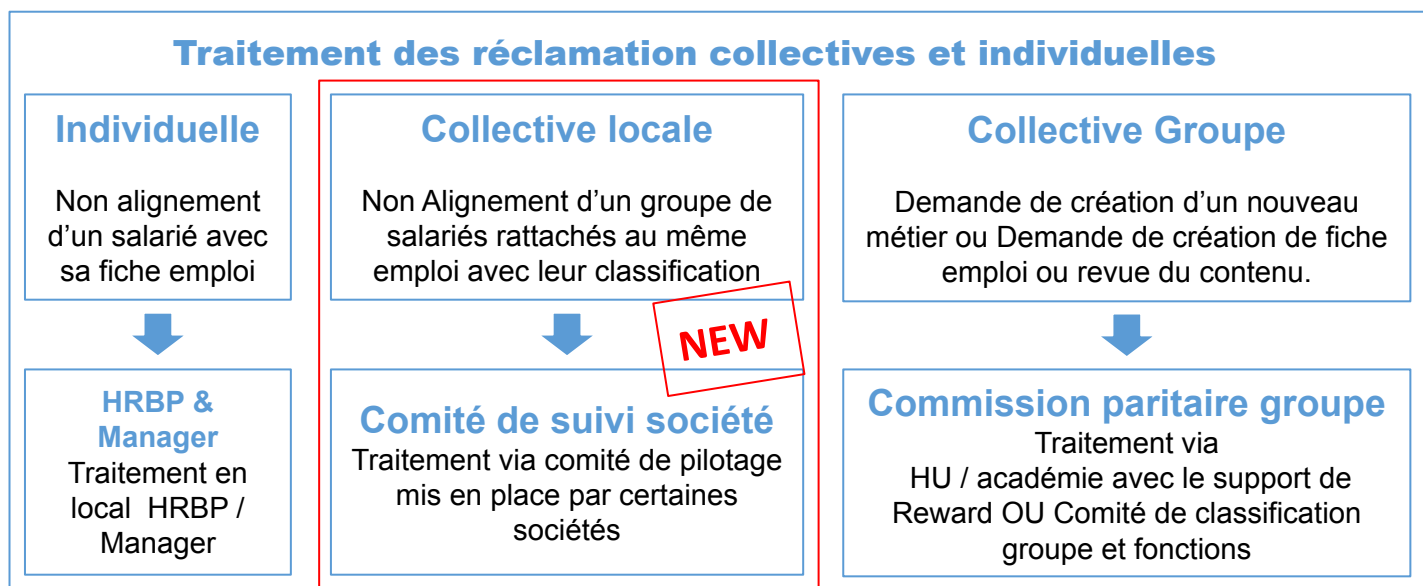 Traitement des réclamation collectives et individuelles
Individuelle
Non alignement
d’un salarié avec
sa fiche emploi
HRBP &
Manager
Traitement en
local HRBP /
Manager
Collective locale
Non Alignement d’un groupe de
salariés rattachés au même
emploi avec leur classification
NEW
Comité de suivi société
Traitement via comité de pilotage
mis en place par certaines
sociétés
Collective Groupe
Demande de création d’un nouveau
métier ou Demande de création de fiche
emploi ou revue du contenu.
Commission paritaire groupe
Traitement via
HU / académie avec le support de
Reward OU Comité de classification
groupe et fonctions